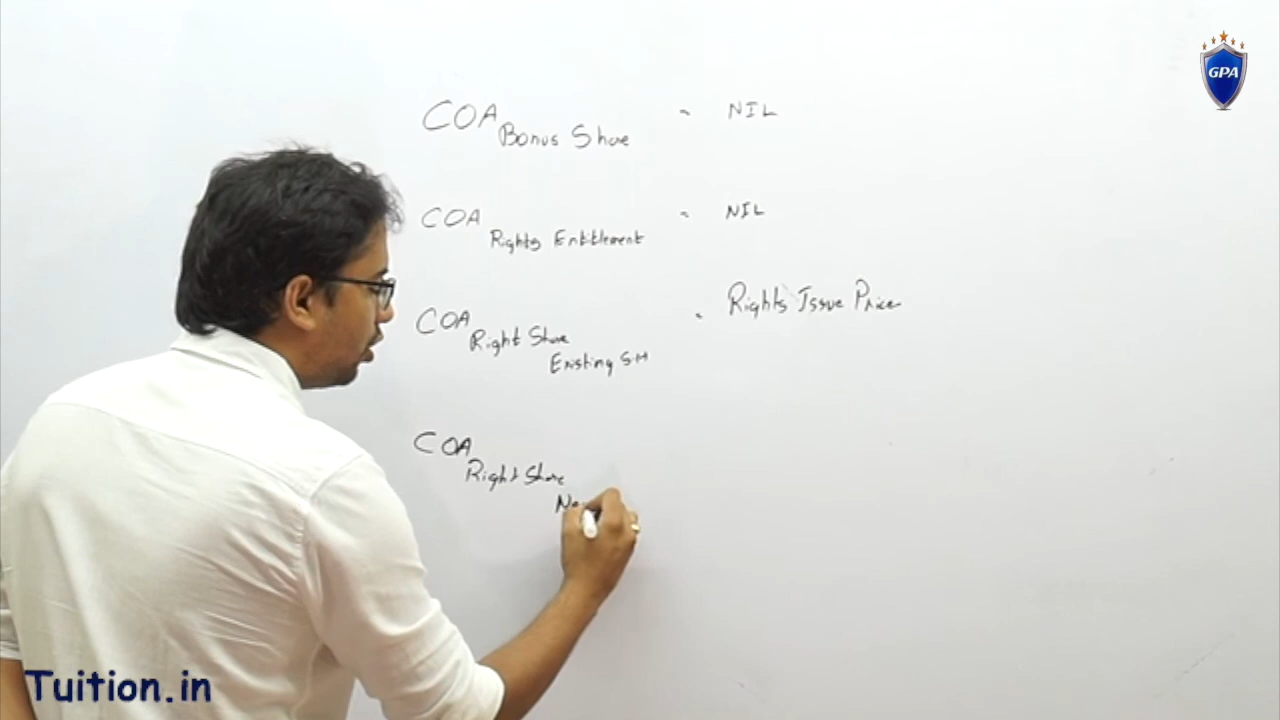 GPA
COA Bonus Share = NIL
COA Rights Entitlement = NIL
COA Right Share Existing S.H = Rights Issue Price
COA Right Share
Tuition.in